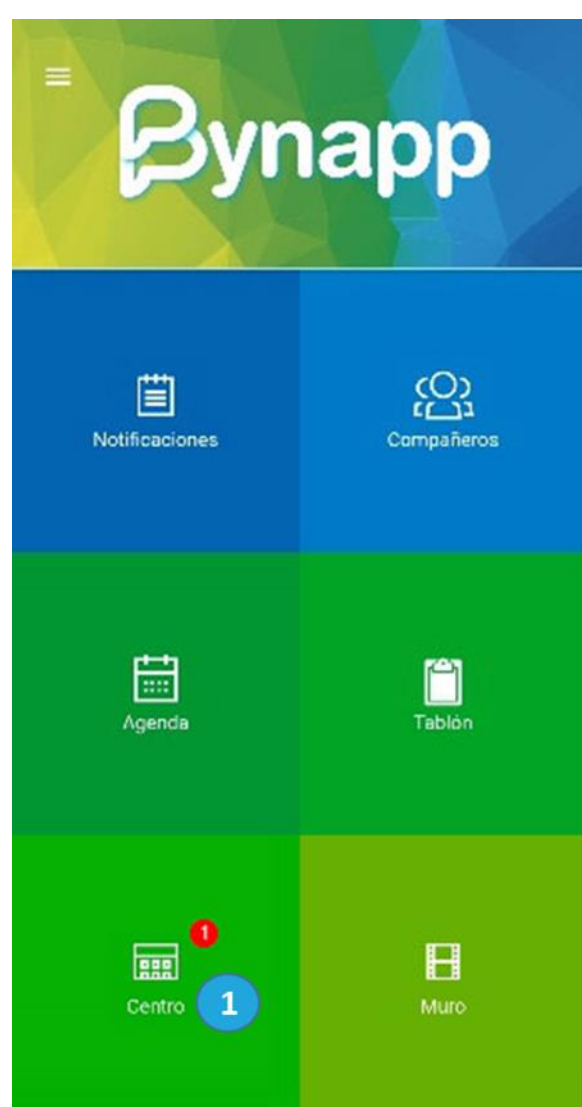 Bynapp
Notificaciones
Compañeros
Agenda
Tablón
1
Centro
1
Muro